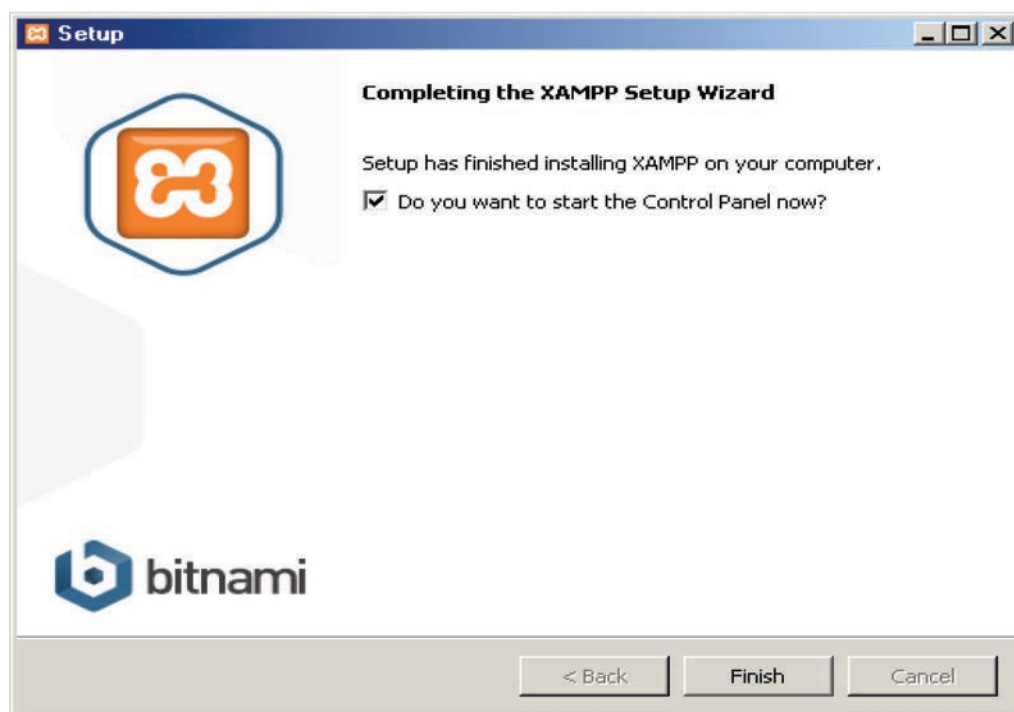 Setup
Completing the XAMPP Setup Wizard
Setup has finished installing XAMPP on your computer.
Do you want to start the Control Panel now?
bitnami
< Back
Finish
Cancel